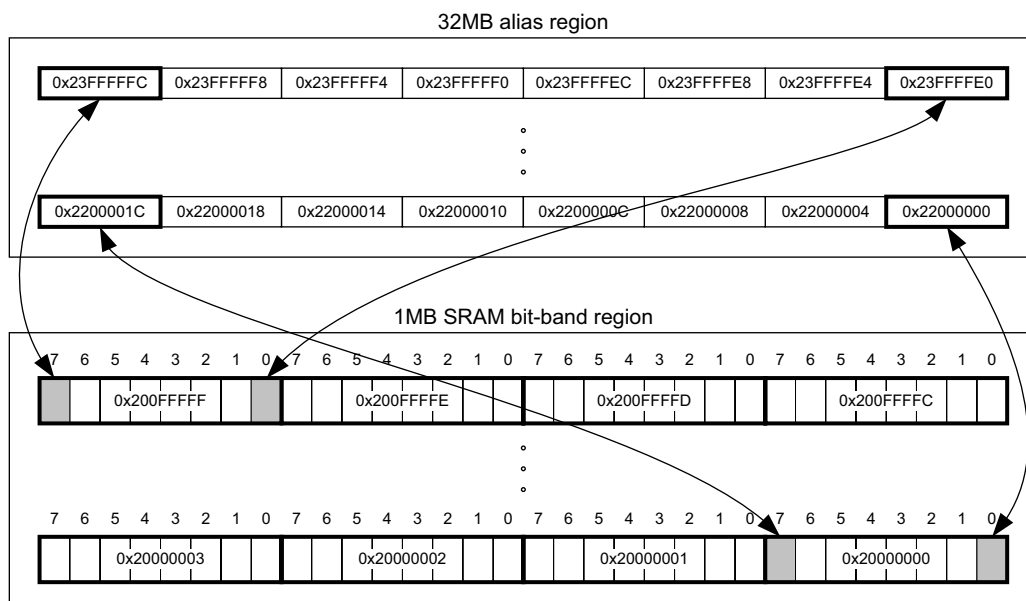 32MB alias region
0x23FFFFFC 0x23FFFFF8 0x23FFFFF4 0x23FFFFF0 0x23FFFFEC 0x23FFFFE8 0x23FFFFE4 0x23FFFFE0
0x2200001C 0x22000018 0x22000014 0x22000010 0x2200000C 0x22000008 0x22000004 0x22000000
1MB SRAM bit-band region
7 6 5 4 3 2 1 0 7 6 5 4 3 2 1 0 7 6 5 4 3 2 1 0 7 6 5 4 3 2 1 0
0x200FFFFF 0x200FFFFE 0x200FFFFD 0x200FFFFC
7 6 5 4 3 2 1 0 7 6 5 4 3 2 1 0 7 6 5 4 3 2 1 0 7 6 5 4 3 2 1 0
0x20000003 0x20000002 0x20000001 0x20000000